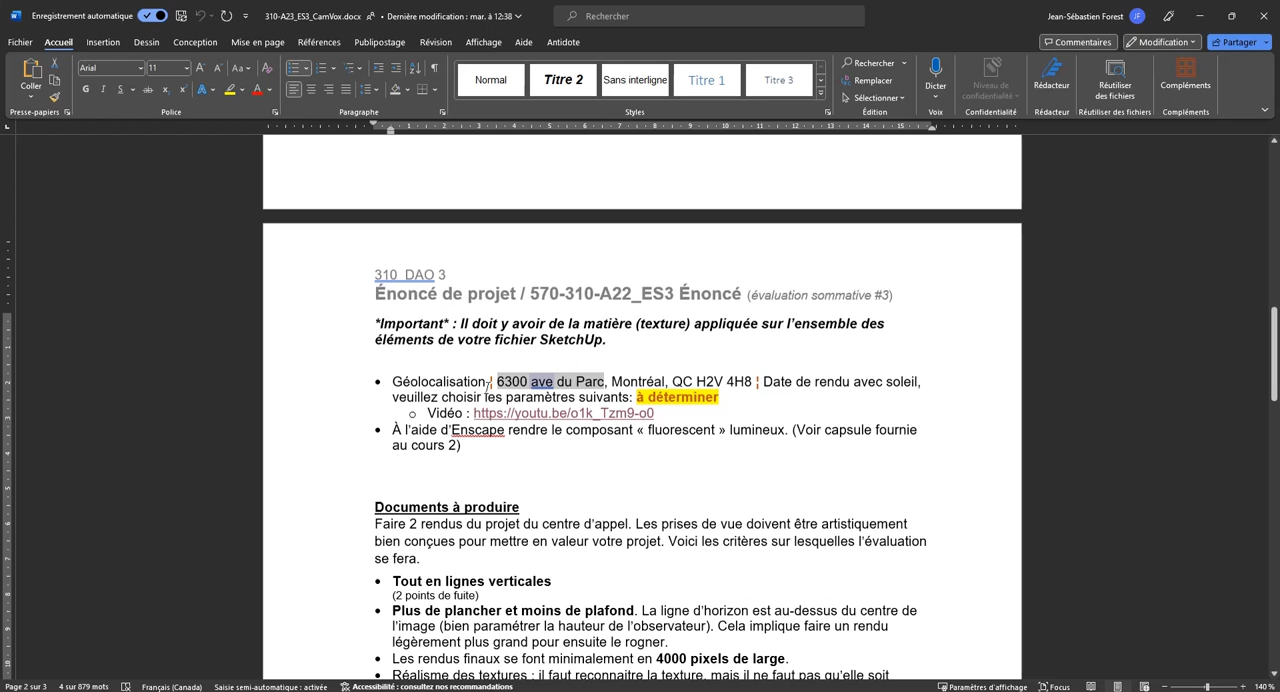 Enregistrement automatique
310-A23_ES3_CamVox.docx • Dernière modification : mar. à 12:38
Rechercher
Jean-Sébastien Forest JF
Fichier Accueil Insertion Dessin Conception Mise en page Références Publipostage Révision Affichage Aide Antidote
Commentaires Modification Partager
Coller
Arial 11
G I S ab x x A A
Normal Titre 2 Sans interligne Titre 1 Titre 3
Rechercher
Remplacer
Sélectionner
Dicter
Niveau de confidentialité
Rédacteur
Réutiliser des fichiers
Compléments
Presse-papiers Police Paragraphe Styles Édition Voix Confidentialité Rédacteur Réutiliser des fichiers Compléments
310_DAO 3
Énoncé de projet / 570-310-A22_ES3 Énoncé (évaluation sommative #3)
*Important* : Il doit y avoir de la matière (texture) appliquée sur l’ensemble des
éléments de votre fichier SketchUp.
• Géolocalisation ¦ 6300 ave du Parc, Montréal, QC H2V 4H8 ¦ Date de rendu avec soleil,
veuillez choisir les paramètres suivants: à déterminer
o Vidéo : https://youtu.be/o1k_Tzm9-o0
• À l’aide d’Enscape rendre le composant « fluorescent » lumineux. (Voir capsule fournie
au cours 2)
Documents à produire
Faire 2 rendus du projet du centre d’appel. Les prises de vue doivent être artistiquement
bien conçues pour mettre en valeur votre projet. Voici les critères sur lesquelles l’évaluation
se fera.
• Tout en lignes verticales
(2 points de fuite)
• Plus de plancher et moins de plafond. La ligne d’horizon est au-dessus du centre de
l’image (bien paramétrer la hauteur de l’observateur). Cela implique faire un rendu
légèrement plus grand pour ensuite le rogner.
• Les rendus finaux se font minimalement en 4000 pixels de large.
• Réalisme des textures : il faut reconnaitre la texture, mais il ne faut pas qu’elle soit
Page 2 sur 3 4 sur 879 mots Français (Canada) Saisie semi-automatique : activée Accessibilité : consultez nos recommandations Paramètres d'affichage Focus 140 %